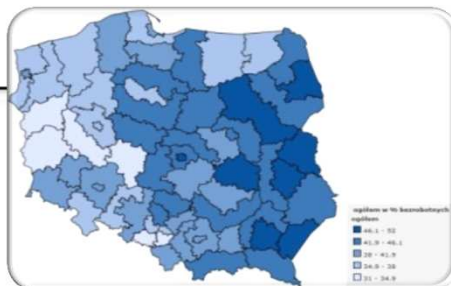 ogółem w % bezrobotnych
ogółem
46.1 - 52
41.9 - 46.1
38 - 41.9
34.9 - 38
31 - 34.9